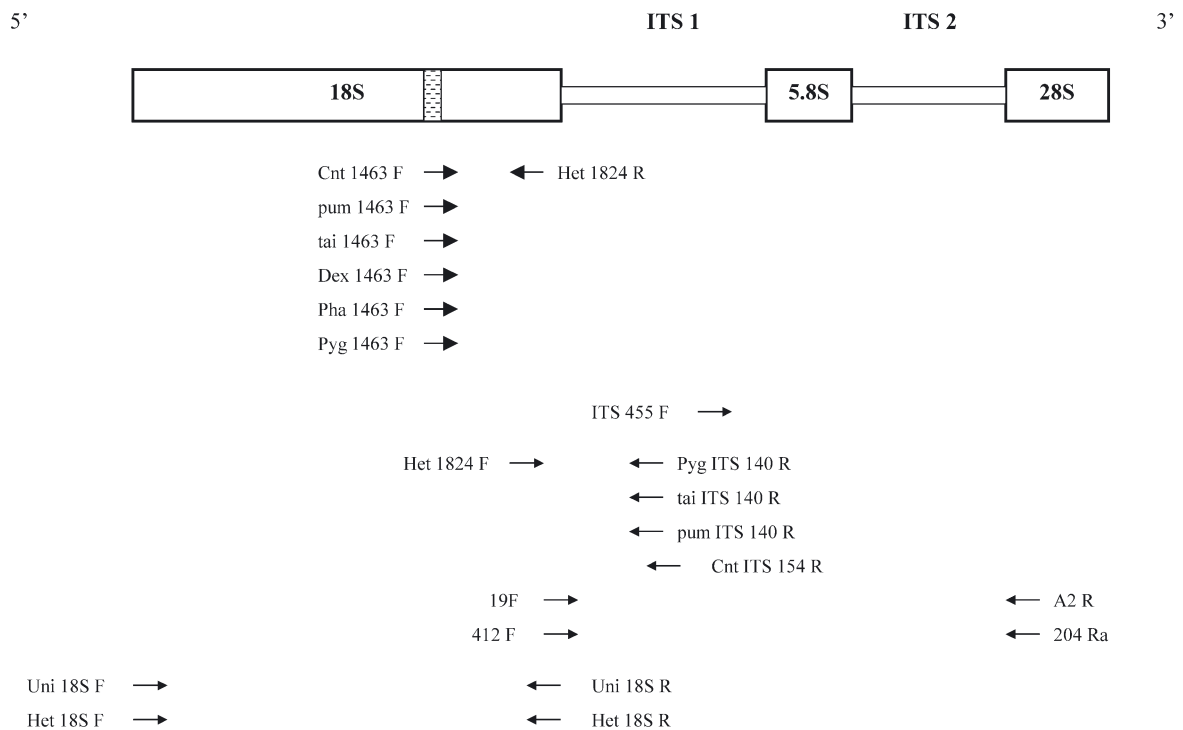 5’ ITS 1 ITS 2 3’
18S 5.8S 28S
Cnt 1463 F Het 1824 R
pum 1463 F
tai 1463 F
Dex 1463 F
Pha 1463 F
Pyg 1463 F
ITS 455 F
Het 1824 F Pyg ITS 140 R
tai ITS 140 R
pum ITS 140 R
Cnt ITS 154 R
19F A2 R
412 F 204 Ra
Uni 18S F Uni 18S R
Het 18S F Het 18S R